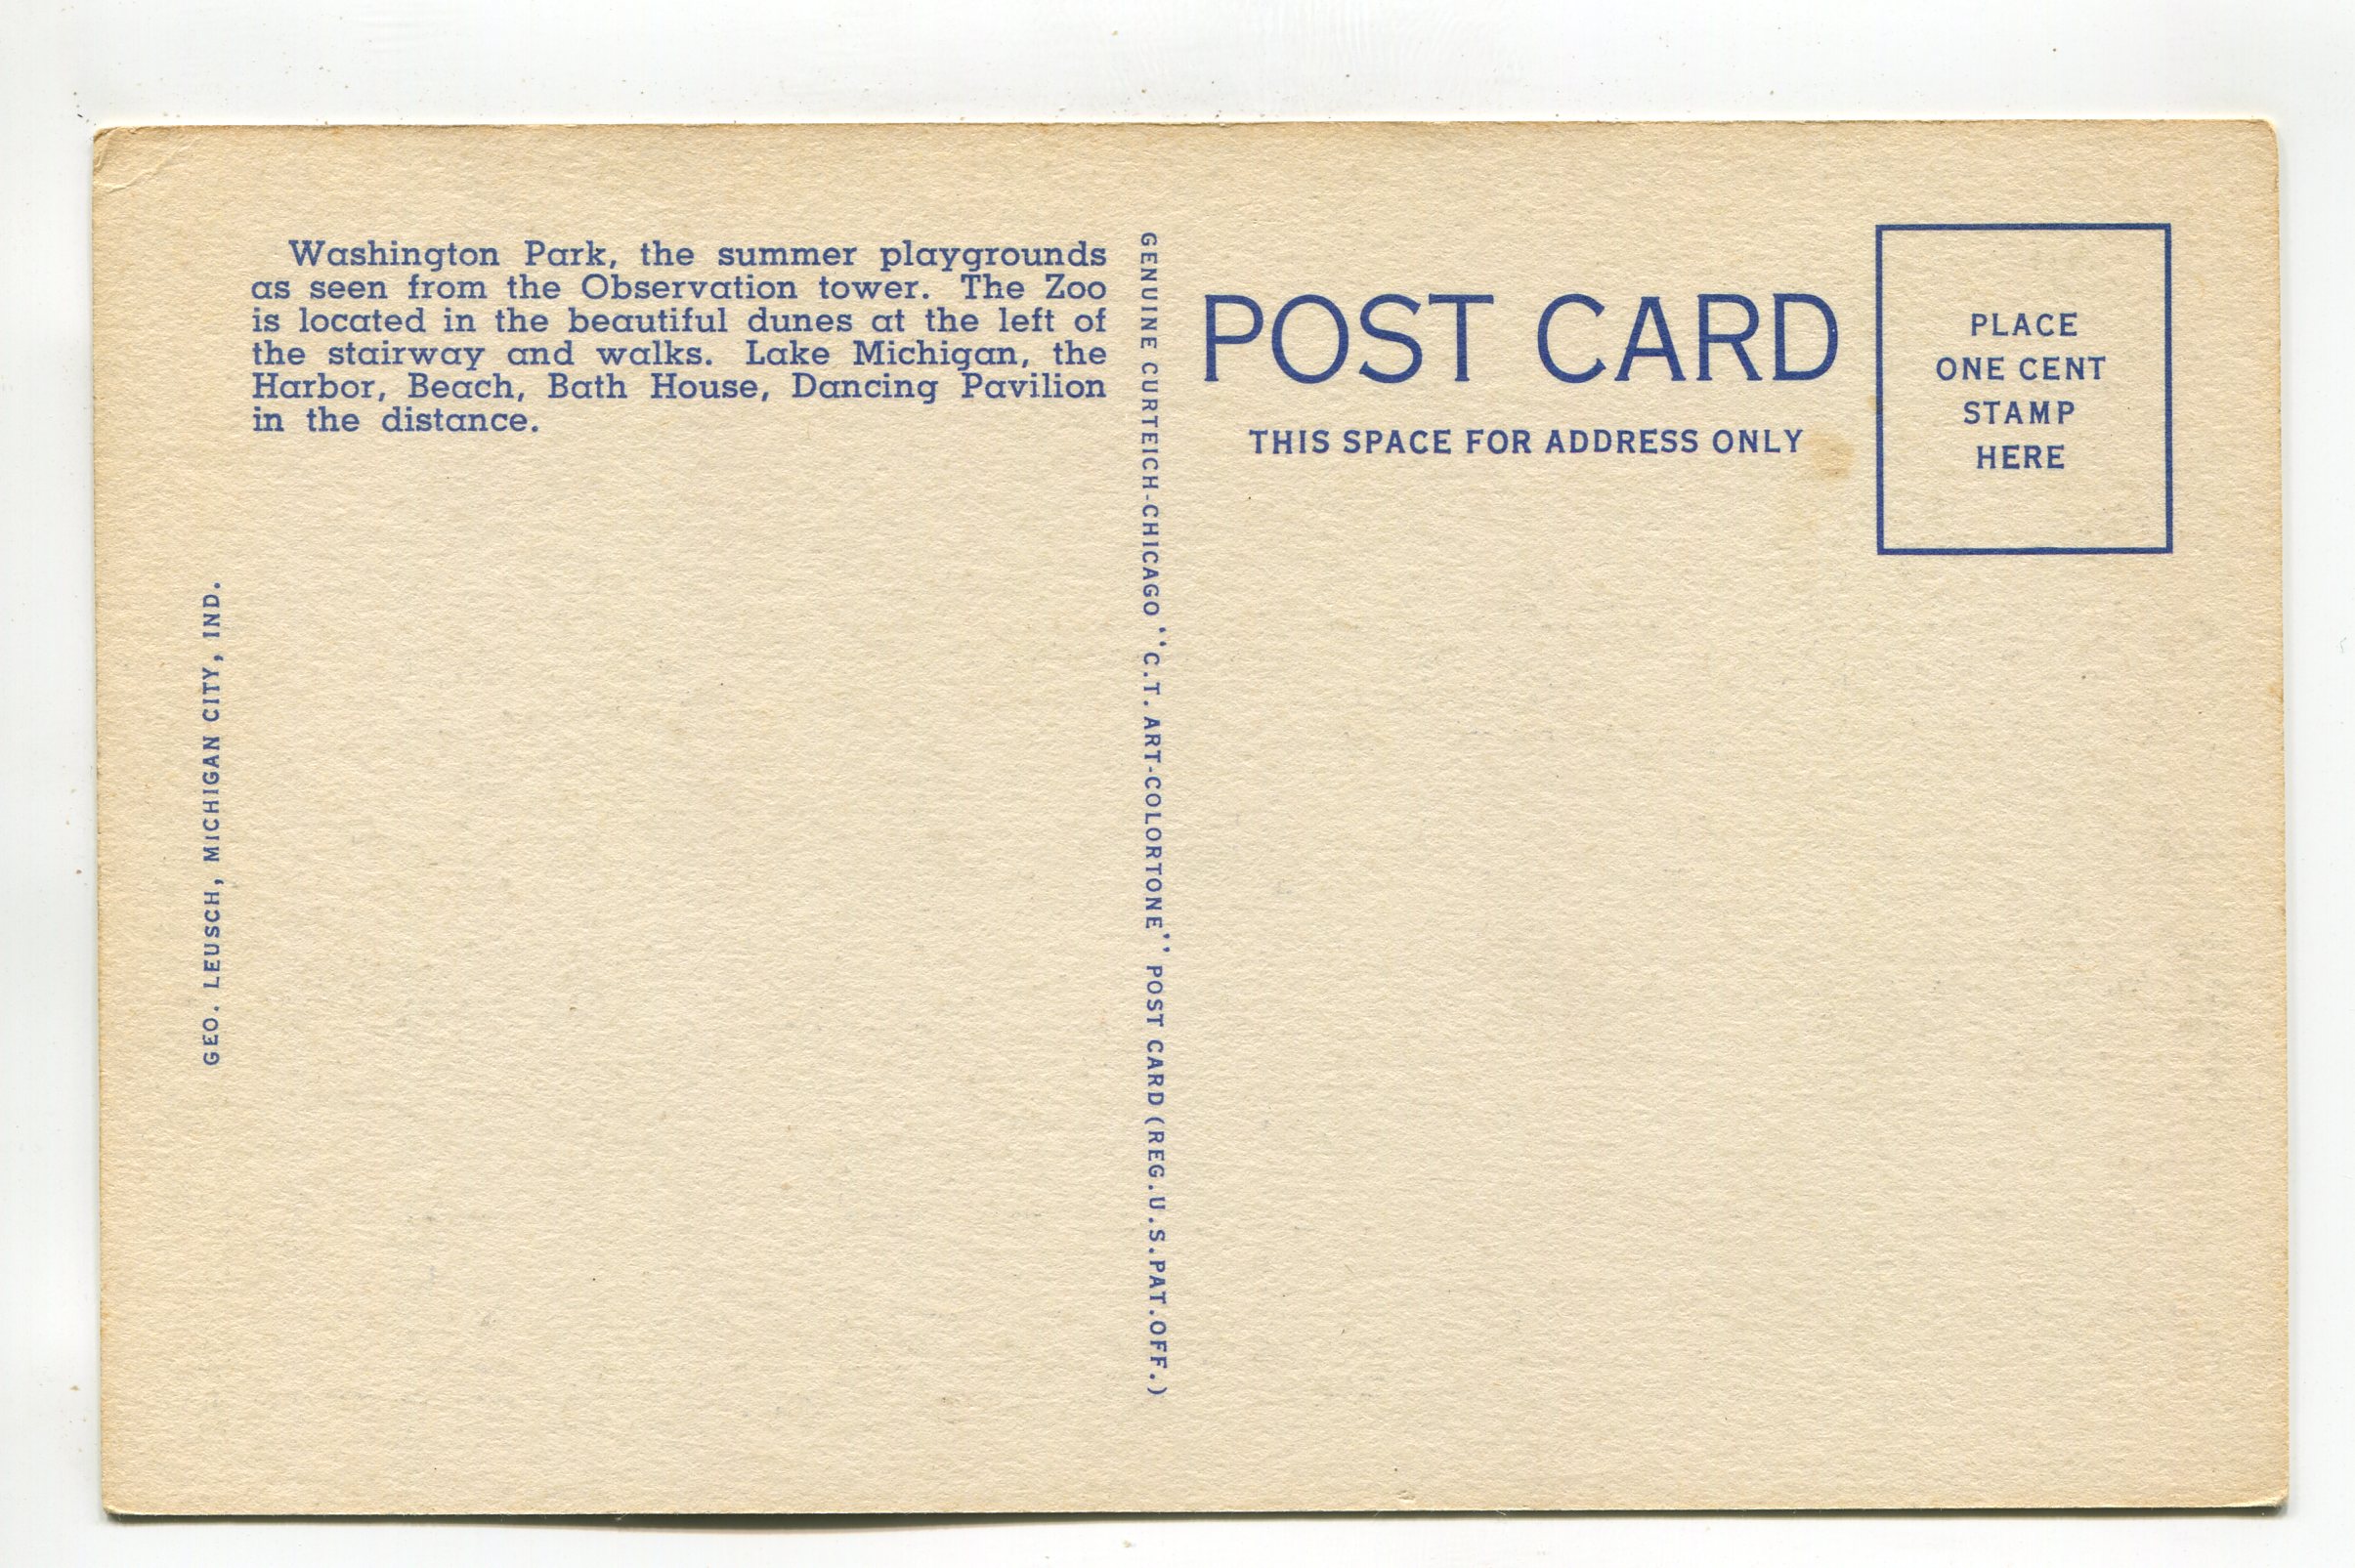 Washington Park, the summer playgrounds
as seen from the Observation tower. The Zoo
is located in the beautiful dunes at the left of
the stairway and walks. Lake Michigan, the
Harbor, Beach, Bath House, Dancing Pavilion
in the distance.
GEO. LEUSCH, MICHIGAN CITY, IND.
GENUINE CURTEICH-CHICAGO "C.T. ART-COLORTONE" POST CARD (REG.U.S.PAT.OFF.)
POST CARD
THIS SPACE FOR ADDRESS ONLY
PLACE
ONE CENT
STAMP
HERE